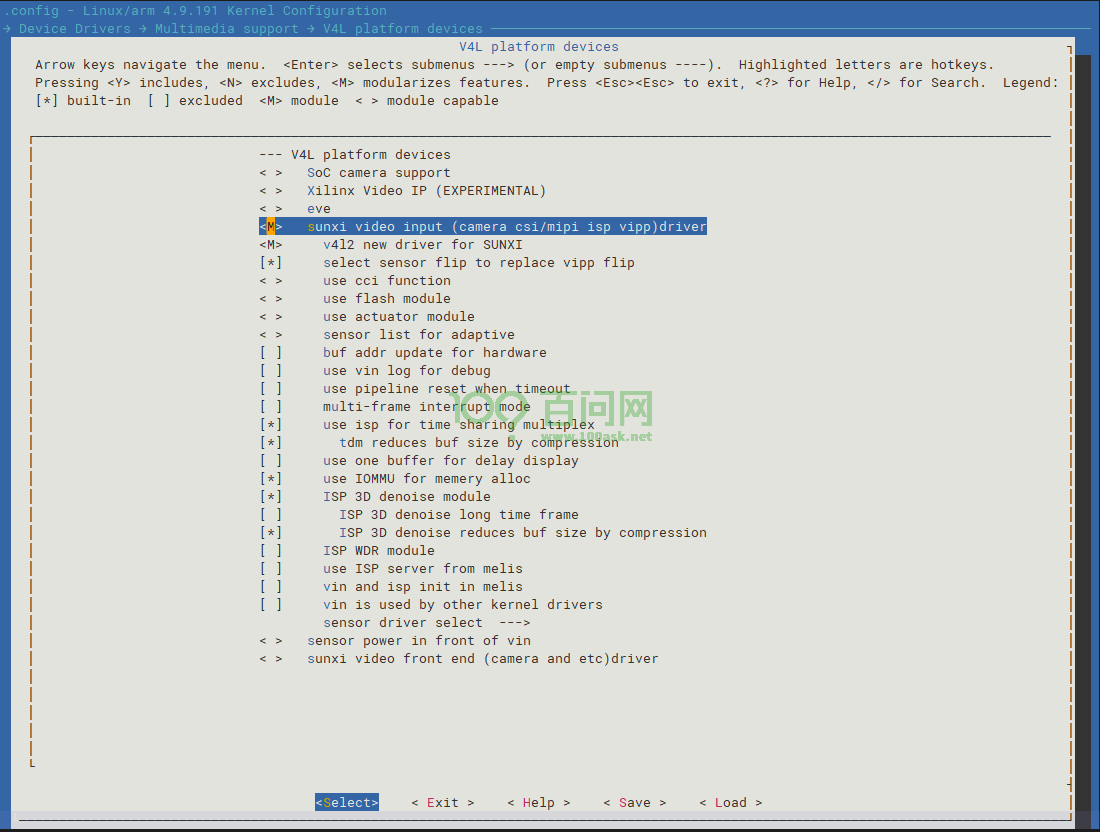 .config - Linux/arm 4.9.191 Kernel Configuration
→ Device Drivers → Multimedia support → V4L platform devices
V4L platform devices
Arrow keys navigate the menu.  <Enter> selects submenus ---> (or empty submenus ----).  Highlighted letters are hotkeys.
Pressing <Y> includes, <N> excludes, <M> modularizes features.  Press <Esc><Esc> to exit, <?> for Help, </> for Search.  Legend:
[*] built-in  [ ] excluded  <M> module  < > module capable
--- V4L platform devices
< >   SoC camera support
< >   Xilinx Video IP (EXPERIMENTAL)
< >   eve
<M>   sunxi video input (camera csi/mipi isp vipp)driver
<M>     v4l2 new driver for SUNXI
[*]     select sensor flip to replace vipp flip
< >     use cci function
< >     use flash module
< >     use actuator module
< >     sensor list for adaptive
[ ]     buf addr update for hardware
[ ]     use vin log for debug
[ ]     use pipeline reset when timeout
[ ]     multi-frame interrupt mode
[*]     use isp for time sharing multiplex
[*]       tdm reduces buf size by compression
[ ]     use one buffer for delay display
[*]     use IOMMU for memery alloc
[*]     ISP 3D denoise module
[ ]       ISP 3D denoise long time frame
[*]       ISP 3D denoise reduces buf size by compression
[ ]     ISP WDR module
[ ]     use ISP server from melis
[ ]     vin and isp init in melis
[ ]     vin is used by other kernel drivers
sensor driver select  --->
< >   sensor power in front of vin
< >   sunxi video front end (camera and etc)driver
100 百问网
www.100ask.net
<Select>    < Exit >    < Help >    < Save >    < Load >